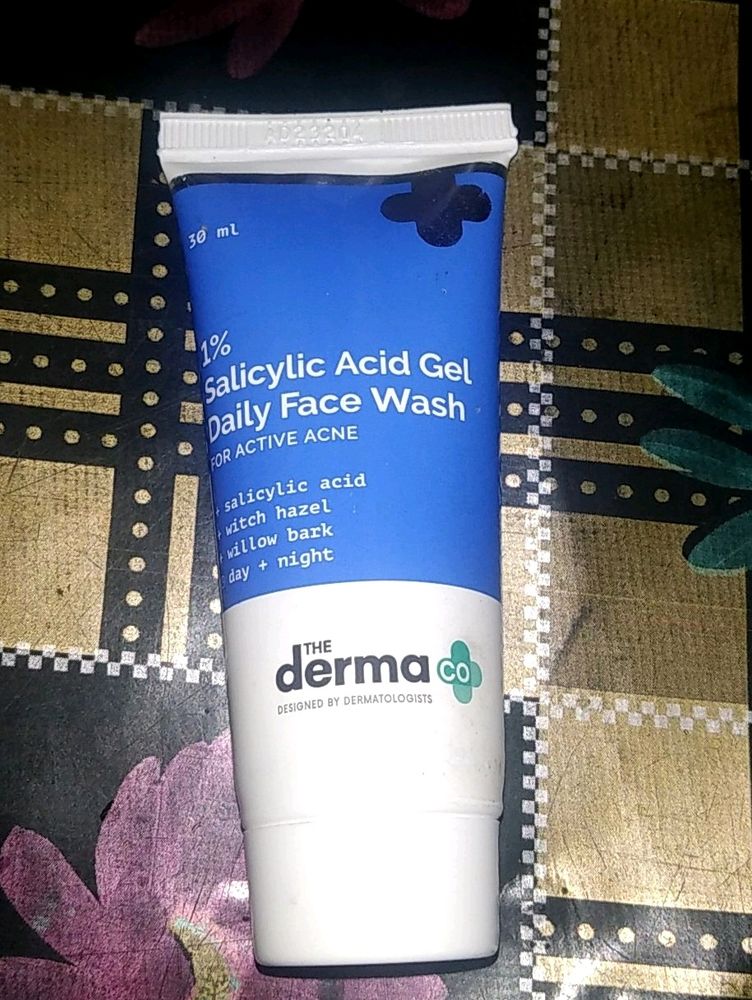 30 ml
1%
Salicylic Acid Gel
Daily Face Wash
FOR ACTIVE ACNE
+ salicylic acid
+ witch hazel
+ willow bark
day + night
THE
derma co
DESIGNED BY DERMATOLOGISTS